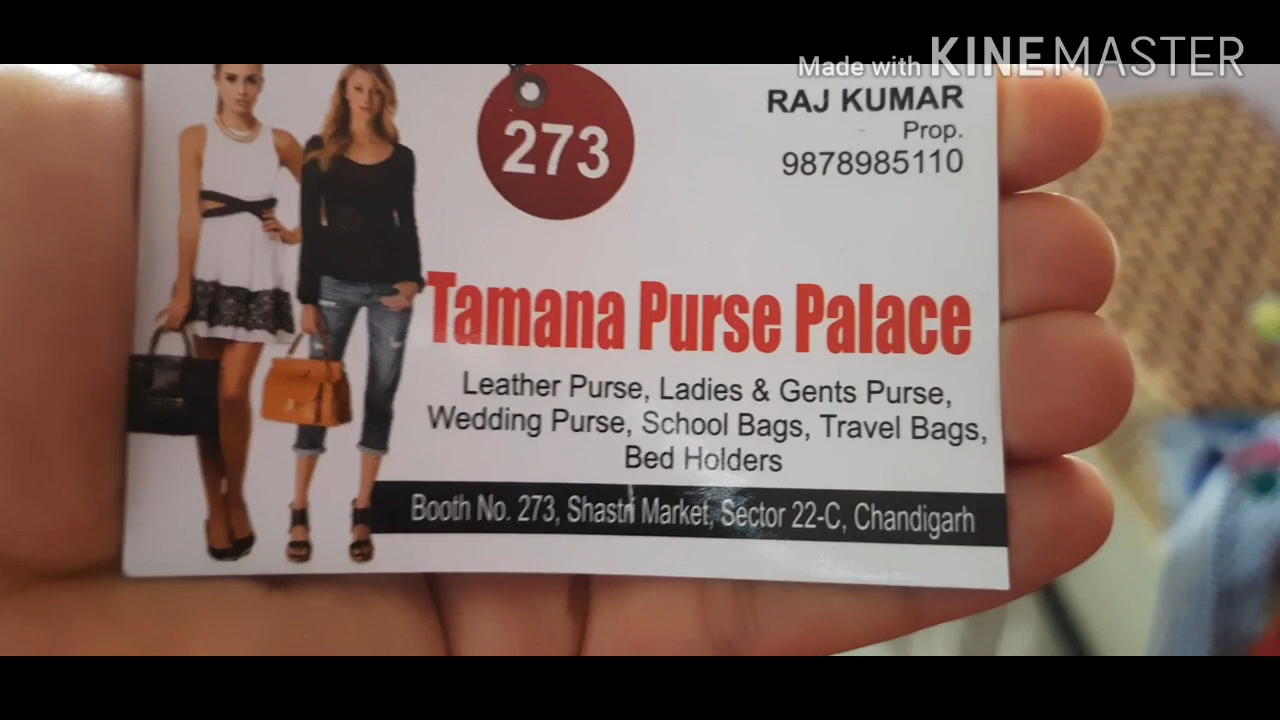 Made with KINEMASTER
273
RAJ KUMAR
Prop.
9878985110
Tamana Purse Palace
Leather Purse, Ladies & Gents Purse,
Wedding Purse, School Bags, Travel Bags,
Bed Holders
Booth No. 273, Shastri Market, Sector 22-C, Chandigarh